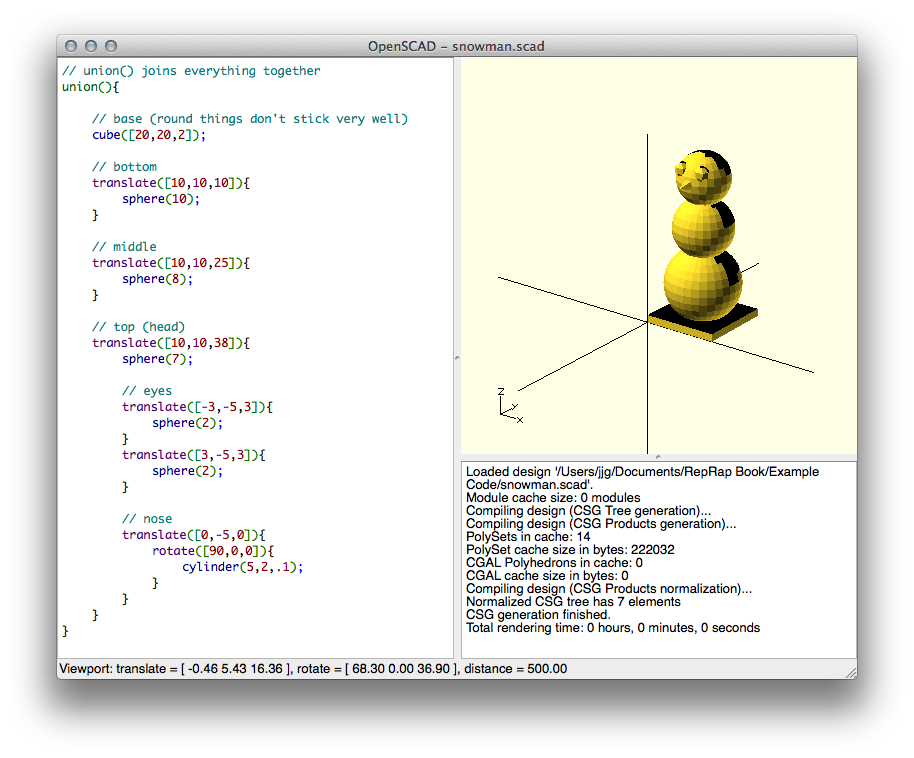 OpenSCAD – snowman.scad
// union() joins everything together
union(){
// base (round things don't stick very well)
cube([20,20,2]);
// bottom
translate([10,10,10]){
sphere(10);
}
// middle
translate([10,10,25]){
sphere(8);
}
// top (head)
translate([10,10,38]){
sphere(7);
// eyes
translate([-3,-5,3]){
sphere(2);
}
translate([3,-5,3]){
sphere(2);
}
// nose
translate([0,-5,0]){
rotate([90,0,0]){
cylinder(5,2,.1);
}
}
}
}
Z
Y
X
Loaded design '/Users/jjg/Documents/RepRap Book/Example
Code/snowman.scad'.
Module cache size: 0 modules
Compiling design (CSG Tree generation)...
Compiling design (CSG Products generation)...
PolySets in cache: 14
PolySet cache size in bytes: 222032
CGAL Polyhedrons in cache: 0
CGAL cache size in bytes: 0
Compiling design (CSG Products normalization)...
Normalized CSG tree has 7 elements
CSG generation finished.
Total rendering time: 0 hours, 0 minutes, 0 seconds
Viewport: translate = [ -0.46 5.43 16.36 ], rotate = [ 68.30 0.00 36.90 ], distance = 500.00